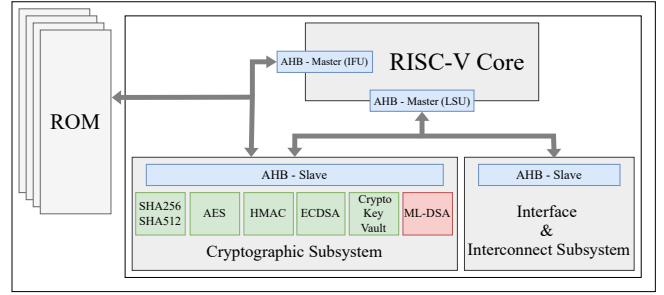 ROM
AHB - Master (IFU)
RISC-V Core
AHB - Master (LSU)
AHB - Slave
SHA256
SHA512
AES
HMAC
ECDSA
Crypto
Key
Vault
ML-DSA
Cryptographic Subsystem
AHB - Slave
Interface
&
Interconnect Subsystem